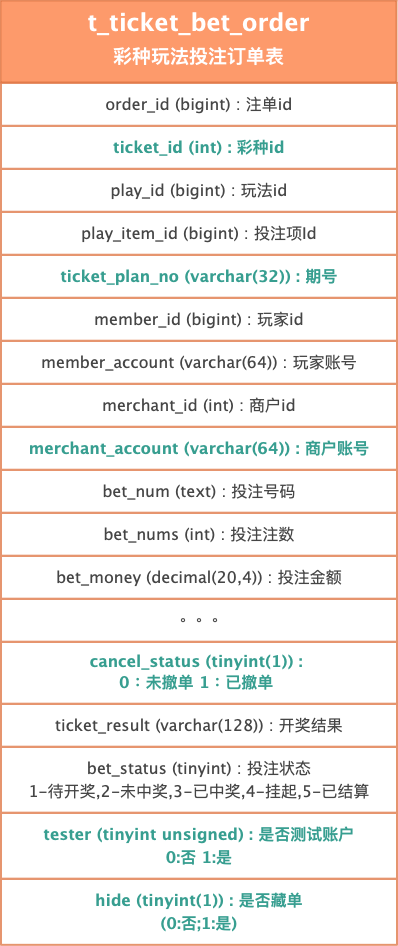 t_ticket_bet_order
彩种玩法投注订单表
order_id (bigint) : 注单id
ticket_id (int) : 彩种id
play_id (bigint) : 玩法id
play_item_id (bigint) : 投注项Id
ticket_plan_no (varchar(32)) : 期号
member_id (bigint) : 玩家id
member_account (varchar(64)) : 玩家账号
merchant_id (int) : 商户id
merchant_account (varchar(64)) : 商户账号
bet_num (text) : 投注号码
bet_nums (int) : 投注注数
bet_money (decimal(20,4)) : 投注金额
。。。
cancel_status (tinyint(1)) :
0：未撤单 1：已撤单
ticket_result (varchar(128)) : 开奖结果
bet_status (tinyint) : 投注状态
1-待开奖,2-未中奖,3-已中奖,4-挂起,5-已结算
tester (tinyint unsigned) : 是否测试账户
0:否 1:是
hide (tinyint(1)) : 是否藏单
(0:否;1:是)